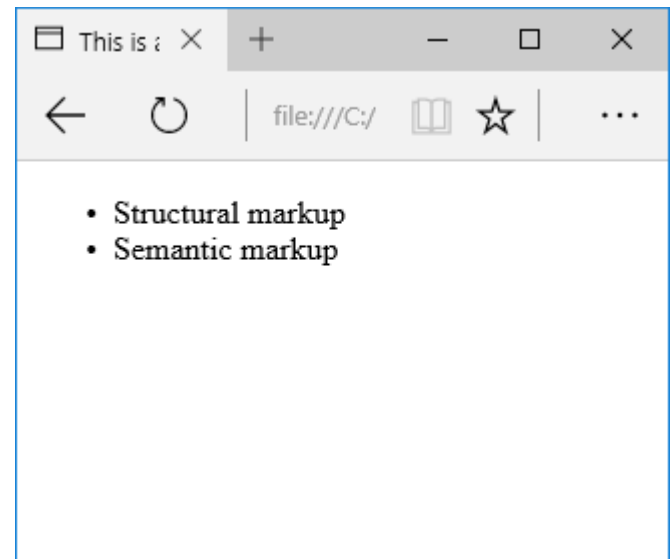 This is a
file:///C:/
• Structural markup
• Semantic markup